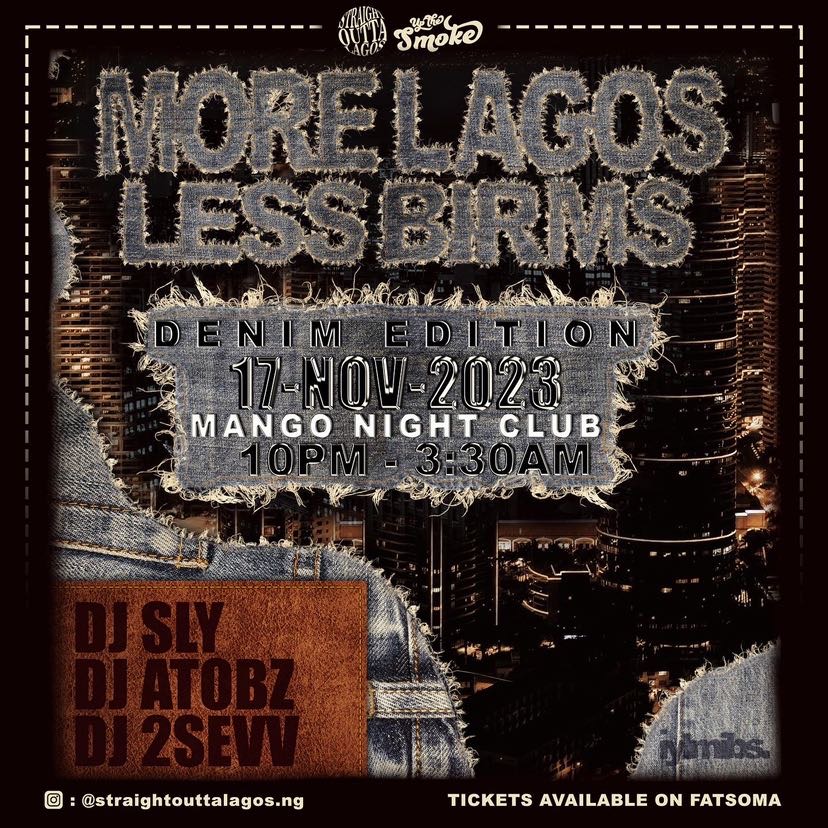 STRAIGHT
OUTTA
LAGOS
Up The
Smoke
MORE LAGOS
LESS BIRMS
DENIM EDITION
17-NOV-2023
MANGO NIGHT CLUB
10PM - 3:30AM
DJ SLY
DJ ATOBZ
DJ 2SEVV
: @straightouttalagos.ng
TICKETS AVAILABLE ON FATSOMA